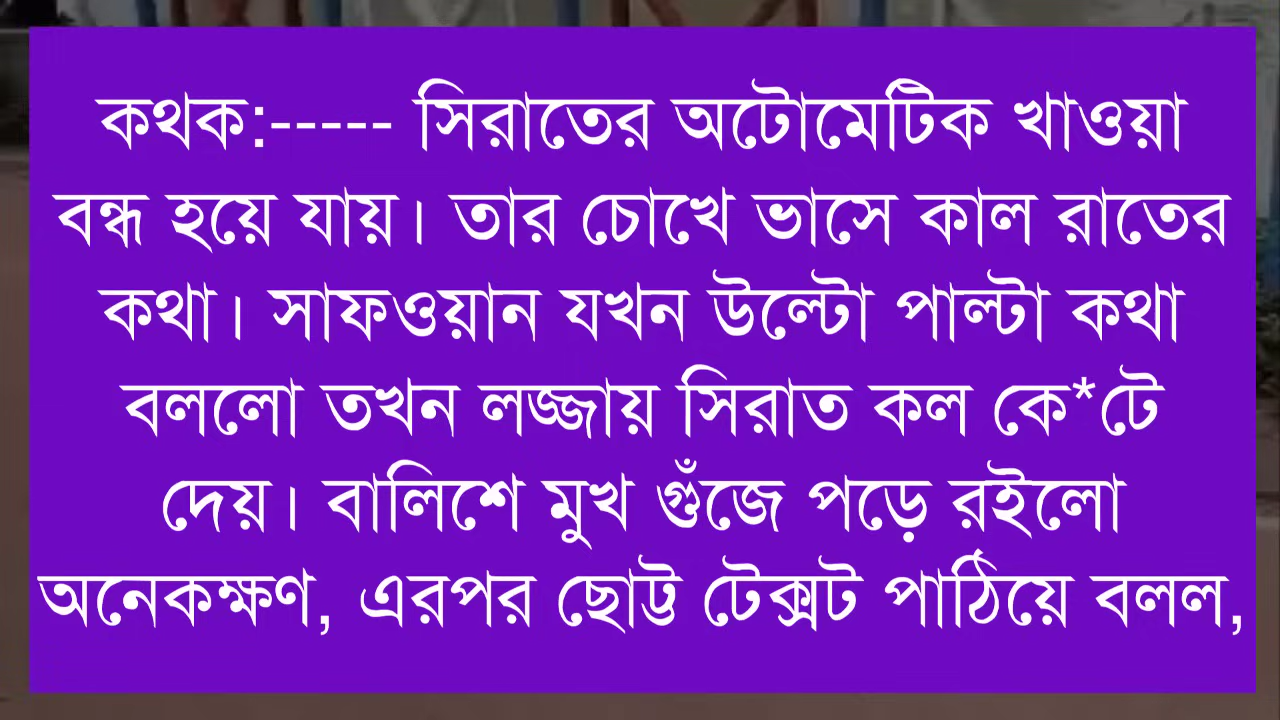 কথক:----- সিরাতের অটোমেটিক খাওয়া
বন্ধ হয়ে যায়। তার চোখে ভাসে কাল রাতের
কথা। সাফওয়ান যখন উল্টো পাল্টা কথা
বললো তখন লজ্জায় সিরাত কল কে*টে
দেয়। বালিশে মুখ গুঁজে পড়ে রইলো
অনেকক্ষণ, এরপর ছোট্ট টেক্সট পাঠিয়ে বলল,